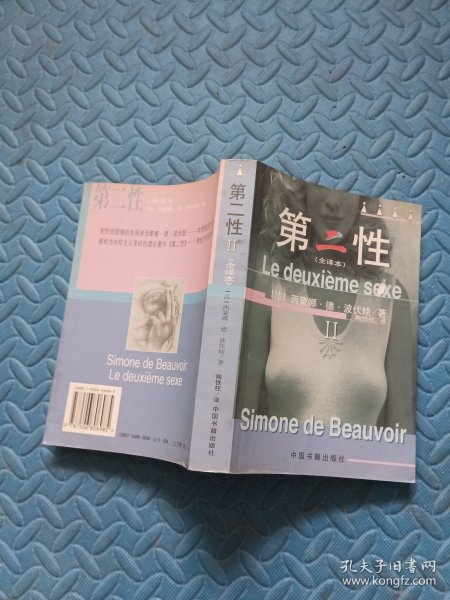 第二性
(全译本)
Le deuxième sexe
[法] 西蒙娜·德·波伏娃/著
陶铁柱/译
II
Simone de Beauvoir
中国书籍出版社
第二性
II
(全译本)
[法]西蒙娜·德·波伏娃/著
陶铁柱/译
中国书籍出版社
第二性
Simone de Beauvoir
Le deuxième sexe
孔夫子旧书网
www.kongfz.com